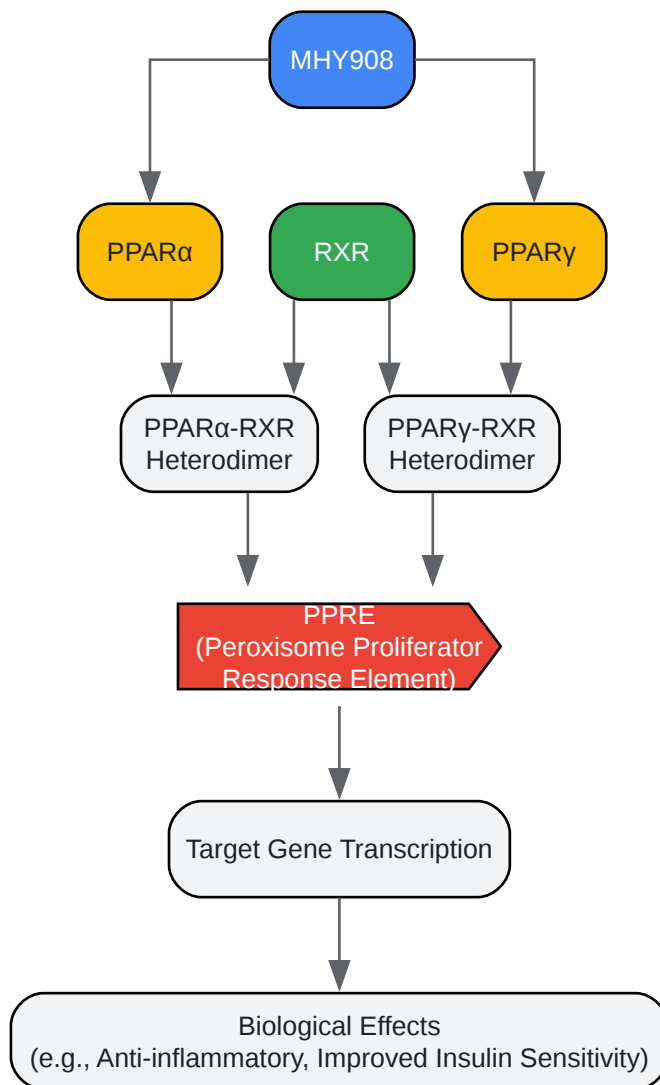 MHY908
PPARα
RXR
PPARγ
PPARα-RXR
Heterodimer
PPARγ-RXR
Heterodimer
PPRE
(Peroxisome Proliferator
Response Element)
Target Gene Transcription
Biological Effects
(e.g., Anti-inflammatory, Improved Insulin Sensitivity)